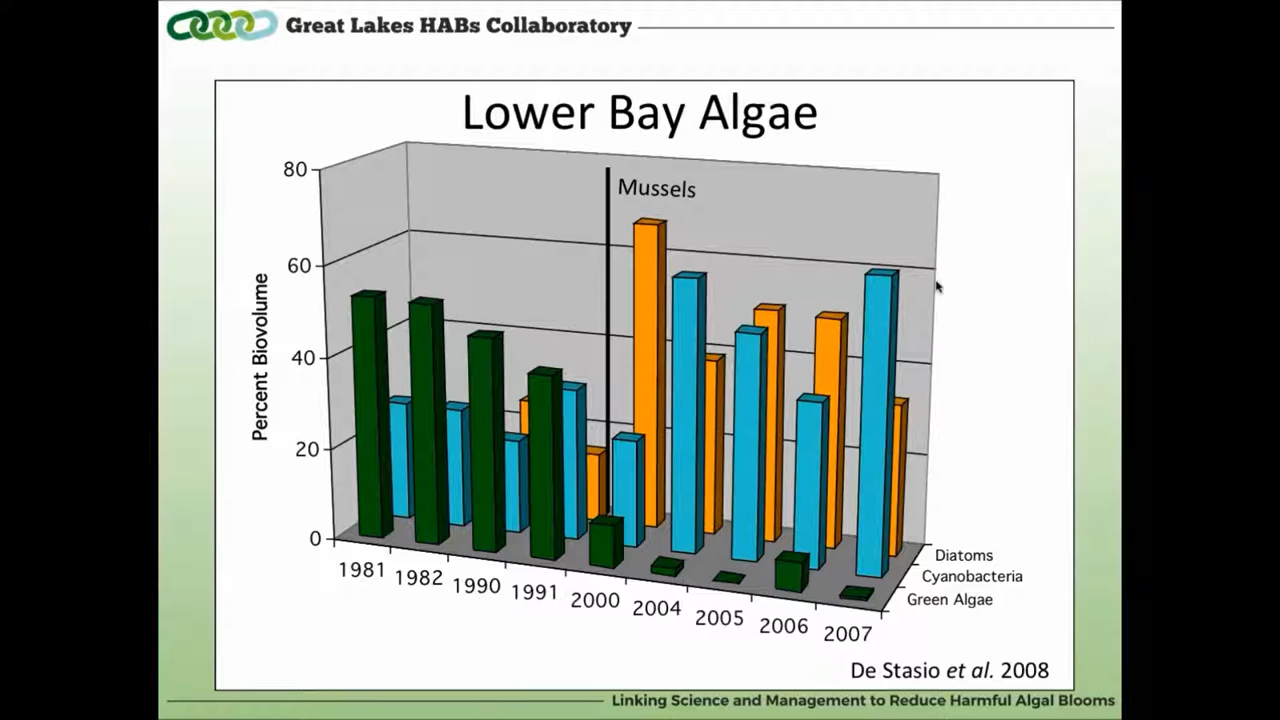 Great Lakes HABs Collaboratory
Lower Bay Algae
Mussels
Percent Biovolume
80
60
40
20
0
1981
1982
1990
1991
2000
2004
2005
2006
2007
Diatoms
Cyanobacteria
Green Algae
De Stasio et al. 2008
Linking Science and Management to Reduce Harmful Algal Blooms